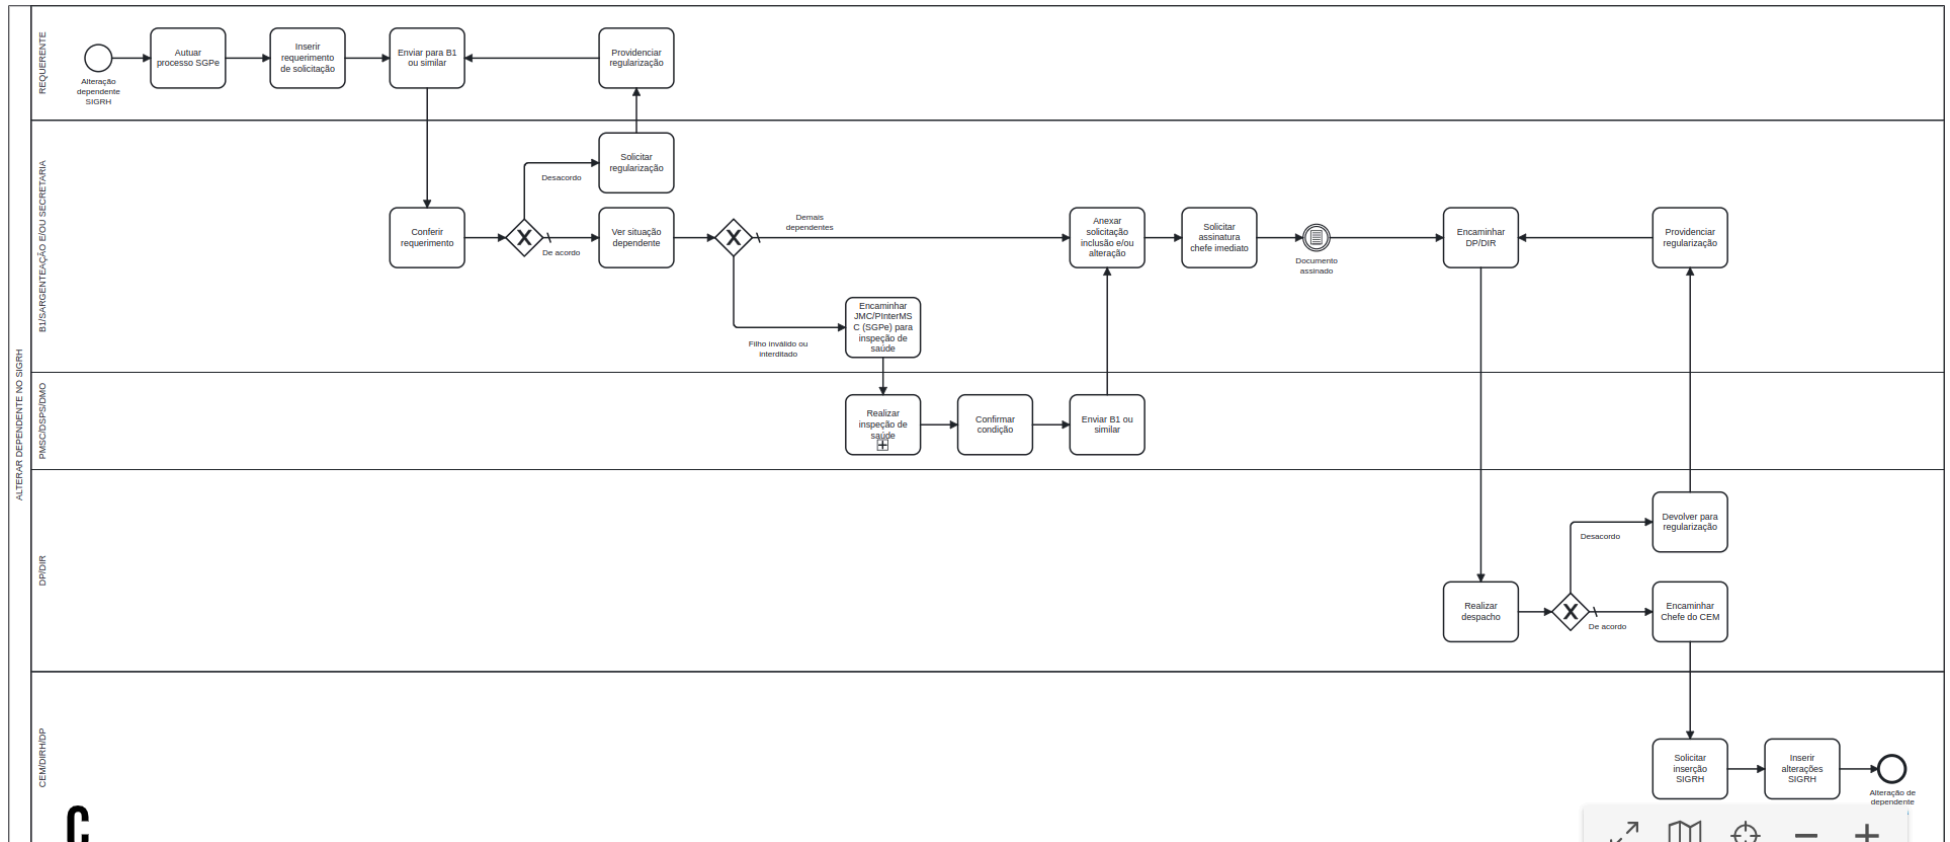 ALTERAR DEPENDENTE NO SIGRH
REQUERENTE
Alteração
dependente
SIGRH
Autuar
processo SGPe
Inserir
requerimento
de solicitação
Enviar para B1
ou similar
Providenciar
regularização
B1/SARGENTEAÇÃO E/OU SECRETARIA
Solicitar
regularização
Desacordo
Conferir
requerimento
De acordo
Ver situação
dependente
Demais
dependentes
Filho inválido ou
interditado
Encaminhar
JMC/PInterMS
C (SGPe) para
inspeção de
saúde
Anexar
solicitação
inclusão e/ou
alteração
Solicitar
assinatura
chefe imediato
Documento
assinado
Encaminhar
DP/DIR
Providenciar
regularização
PMSC/DSPS/DMO
Realizar
inspeção de
saúde
Confirmar
condição
Enviar B1 ou
similar
DP/DIR
Realizar
despacho
Desacordo
Devolver para
regularização
De acordo
Encaminhar
Chefe do CEM
CEM/DIRH/DP
Solicitar
inserção
SIGRH
Inserir
alterações
SIGRH
Alteração de
dependente